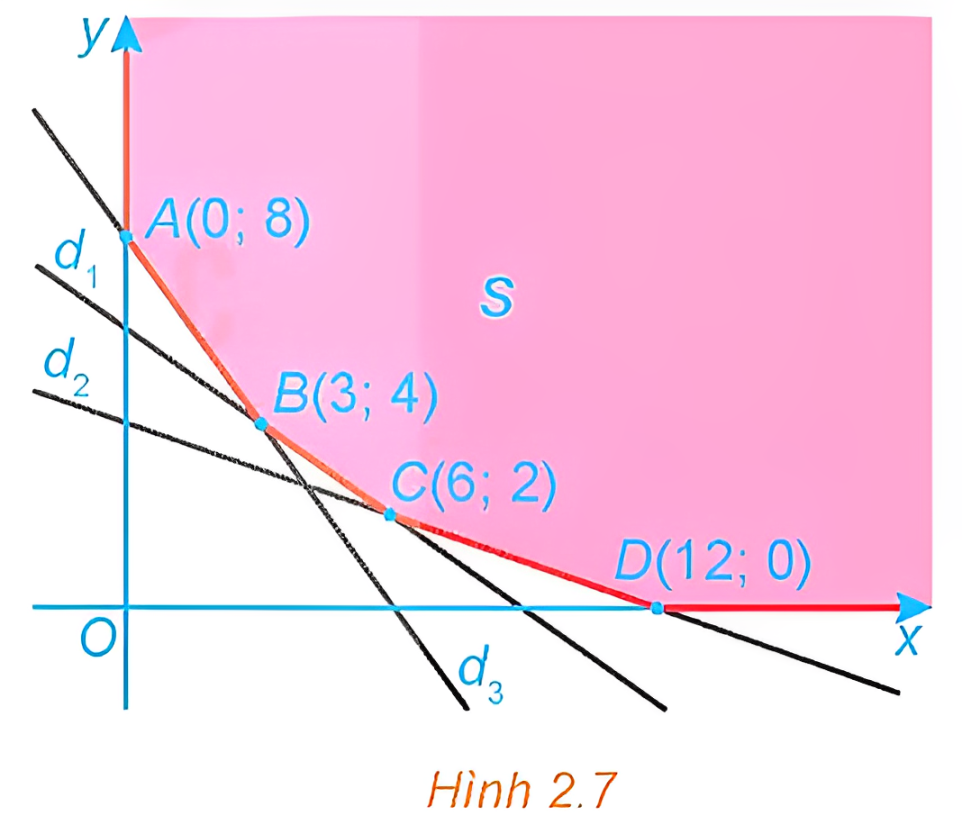 y
A(0; 8)
d₁
S
d₂
B(3; 4)
C(6; 2)
D(12; 0)
O
x
d₃
Hình 2.7